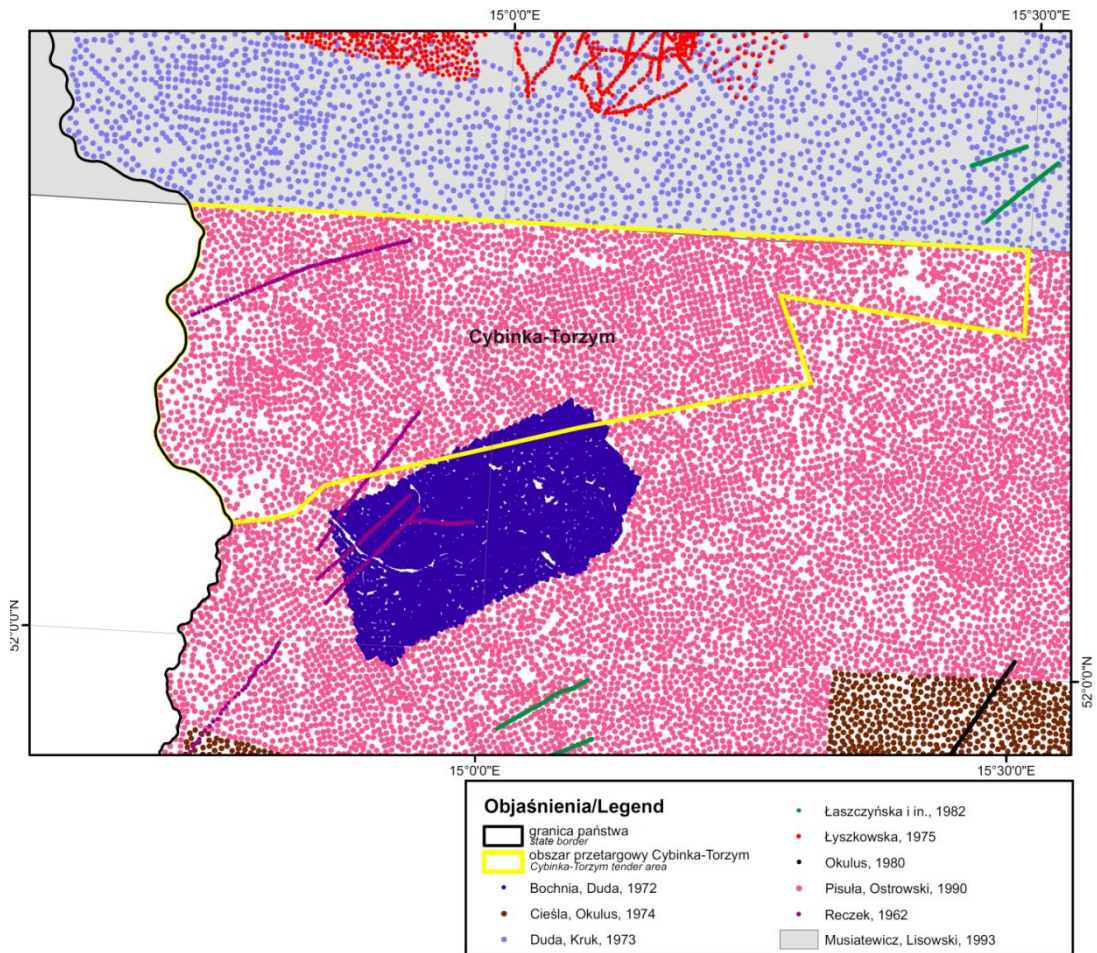 15°0'0"E
15°30'0"E
Cybinka-Torzym
52°0'0"N
52°0'0"N
15°0'0"E
15°30'0"E
Objaśnienia/Legend
granica państwa
state border
obszar przetargowy Cybinka-Torzym
Cybinka-Torzym tender area
Bochnia, Duda, 1972
Cieśla, Okulus, 1974
Duda, Kruk, 1973
Łaszczyńska i in., 1982
Łyszkowska, 1975
Okulus, 1980
Pisuła, Ostrowski, 1990
Reczek, 1962
Musiatewicz, Lisowski, 1993